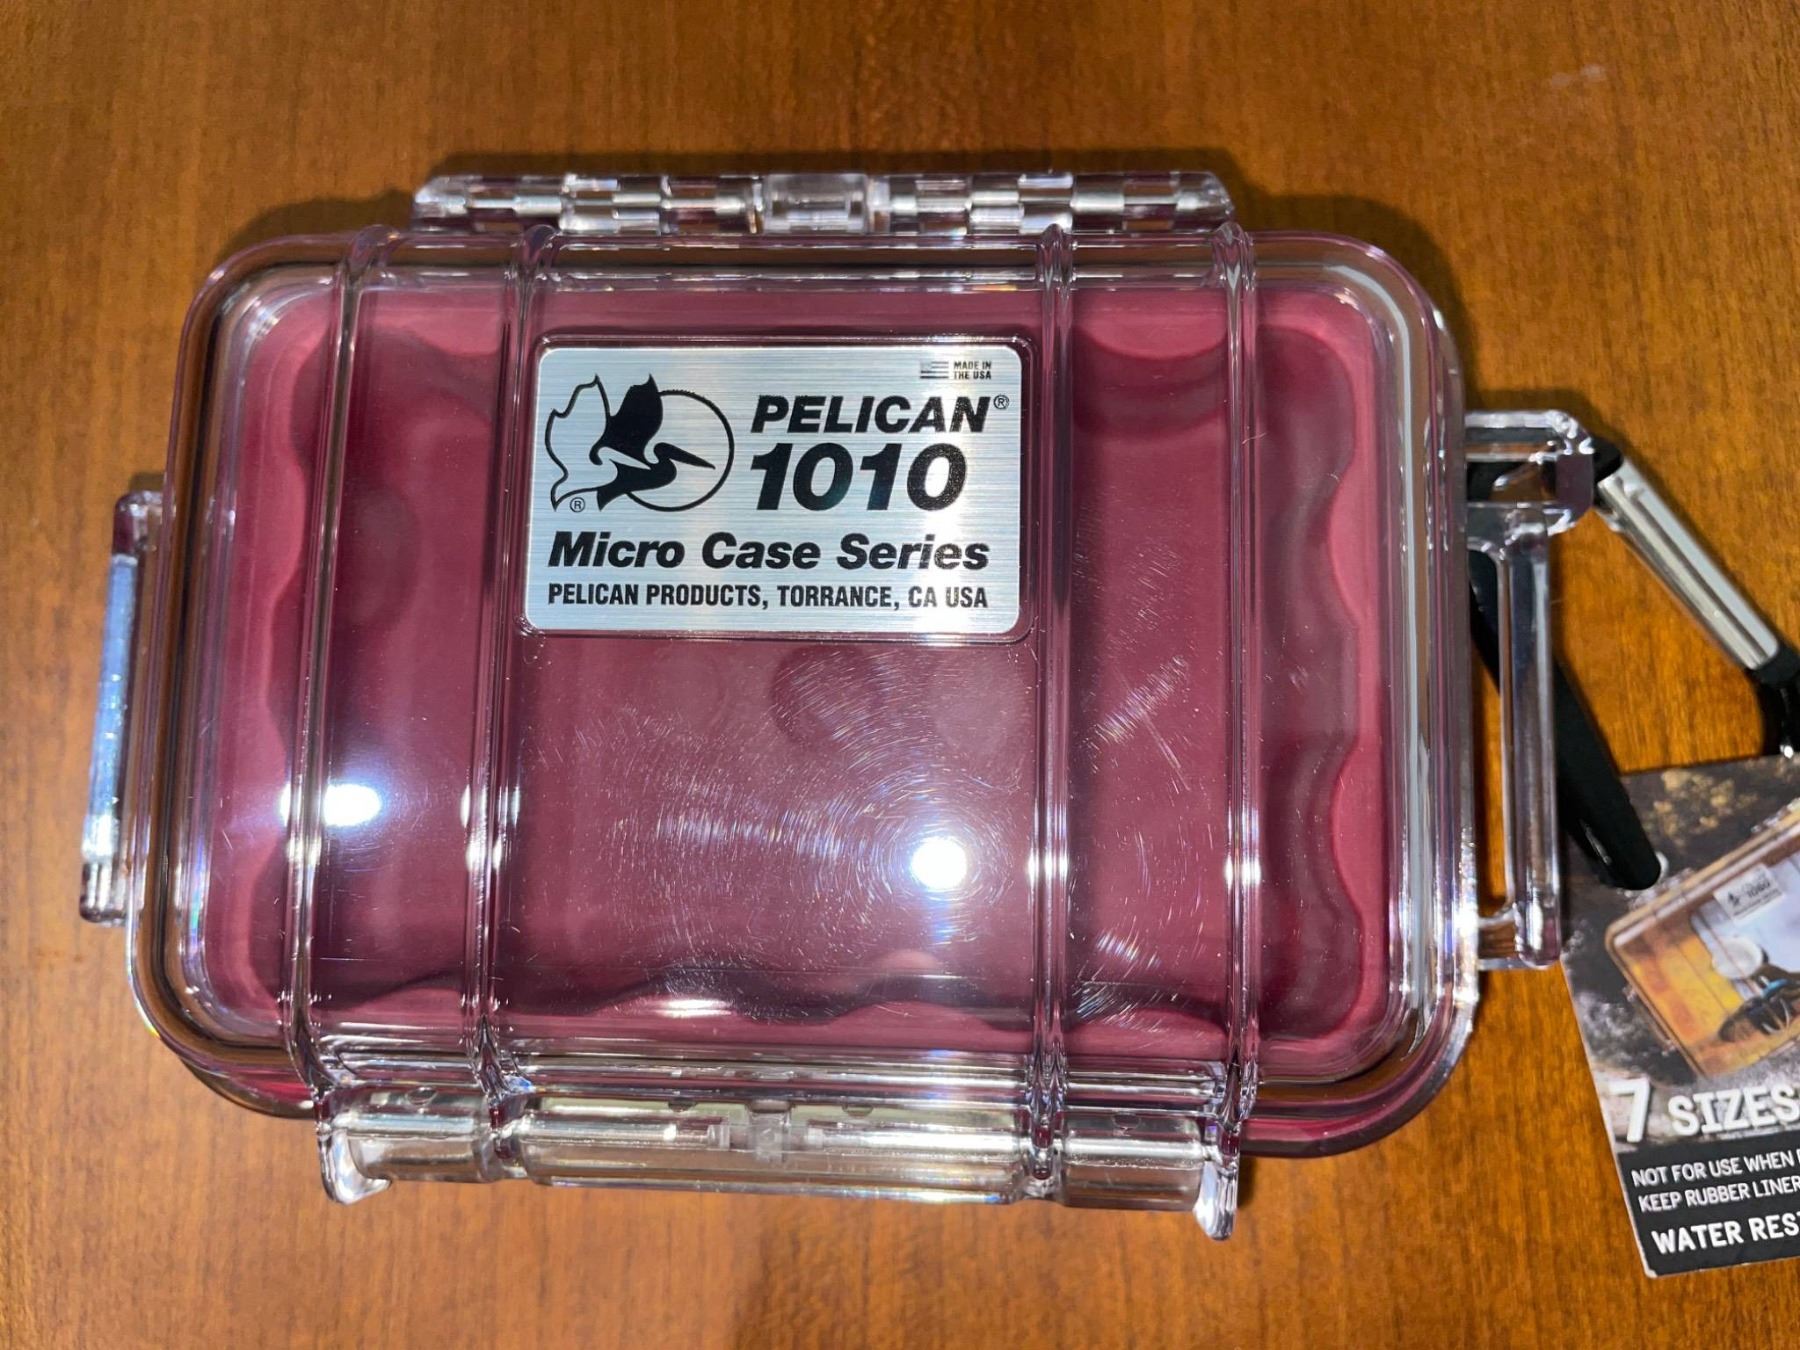 MADE IN
THE USA
PELICAN®
1010
®
Micro Case Series
PELICAN PRODUCTS, TORRANCE, CA USA
1060
7 SIZES
NOT FOR USE WHEN
KEEP RUBBER LINER
WATER